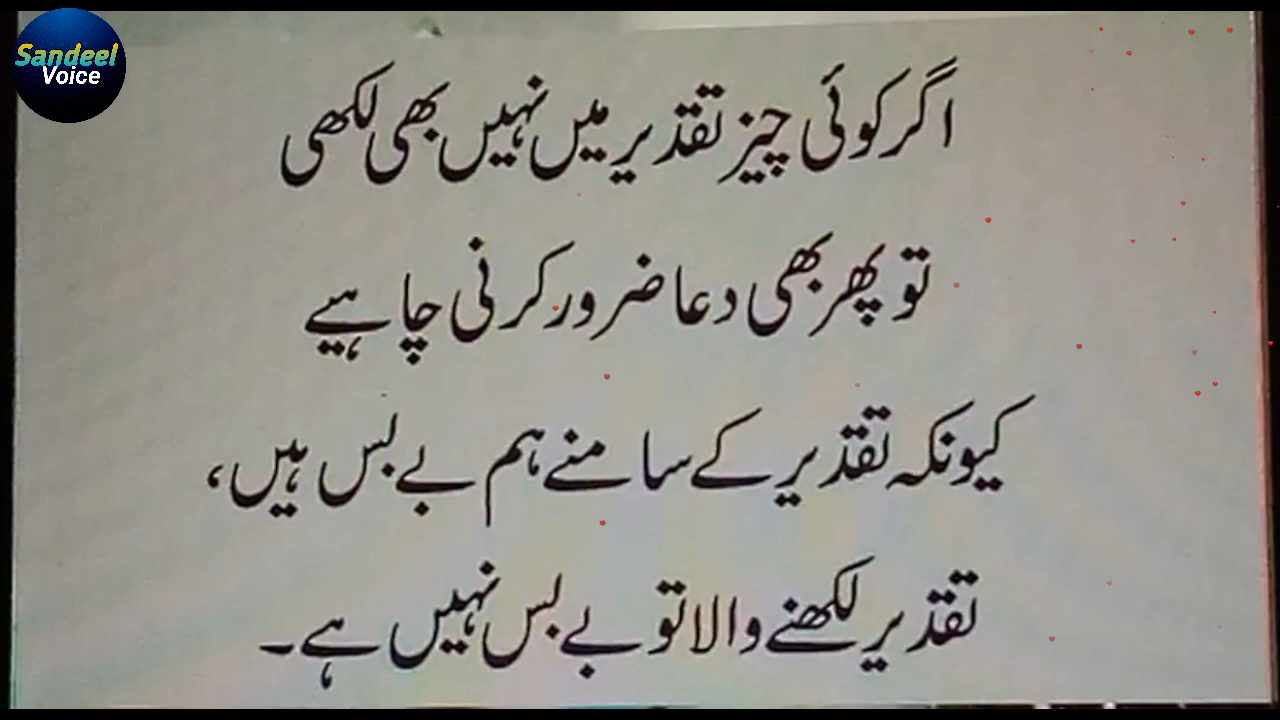 Sandeel
Voice
اگر کوئی چیز تقدیر میں نہیں بھی لکھی
تو پھر بھی دعا ضرور کرنی چاہیے
کیونکہ تقدیر کے سامنے ہم بے بس ہیں،
تقدیر لکھنے والا تو بے بس نہیں ہے۔